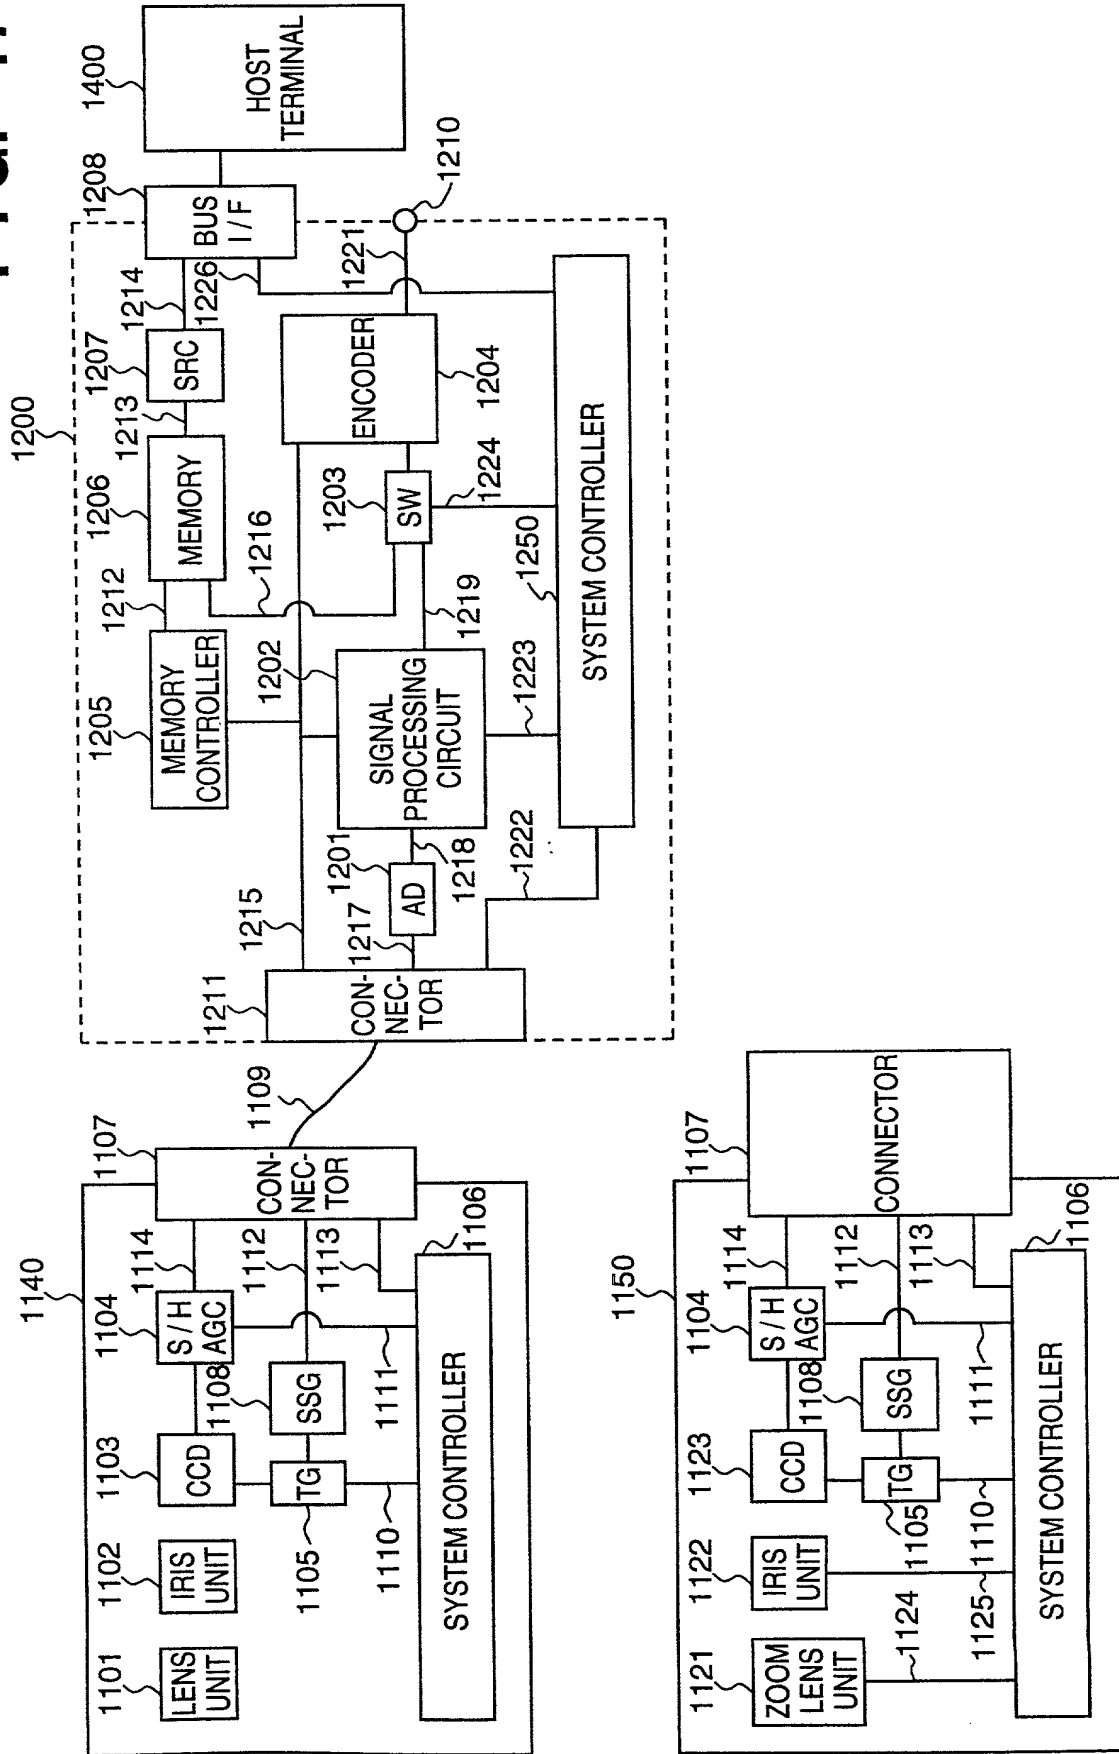 1140
1101
LENS
UNIT
1102
IRIS
UNIT
1103
CCD
1104
S / H
AGC
1114
1107
CON-
NEC-
TOR
1109
1105
TG
1108
SSG
1112
1110
1111
1113
1106
SYSTEM CONTROLLER
1150
1121
ZOOM
LENS
UNIT
1122
IRIS
UNIT
1123
CCD
1104
S / H
AGC
1114
1107
CONNECTOR
1105
TG
1108
SSG
1112
1124
1125
1110
1111
1113
1106
SYSTEM CONTROLLER
1200
1211
CON-
NEC-
TOR
1215
1217
1201
AD
1218
1222
1205
MEMORY
CONTROLLER
1212
1206
MEMORY
1213
1207
SRC
1214
1208
BUS
I / F
1226
1400
HOST
TERMINAL
1202
SIGNAL
PROCESSING
CIRCUIT
1216
1219
1203
SW
1204
ENCODER
1221
1210
1223
1224
1250
SYSTEM CONTROLLER